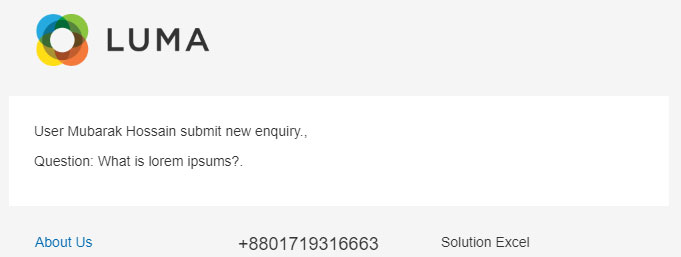 LUMA
User Mubarak Hossain submit new enquiry.,
Question: What is lorem ipsums?.
About Us +8801719316663 Solution Excel